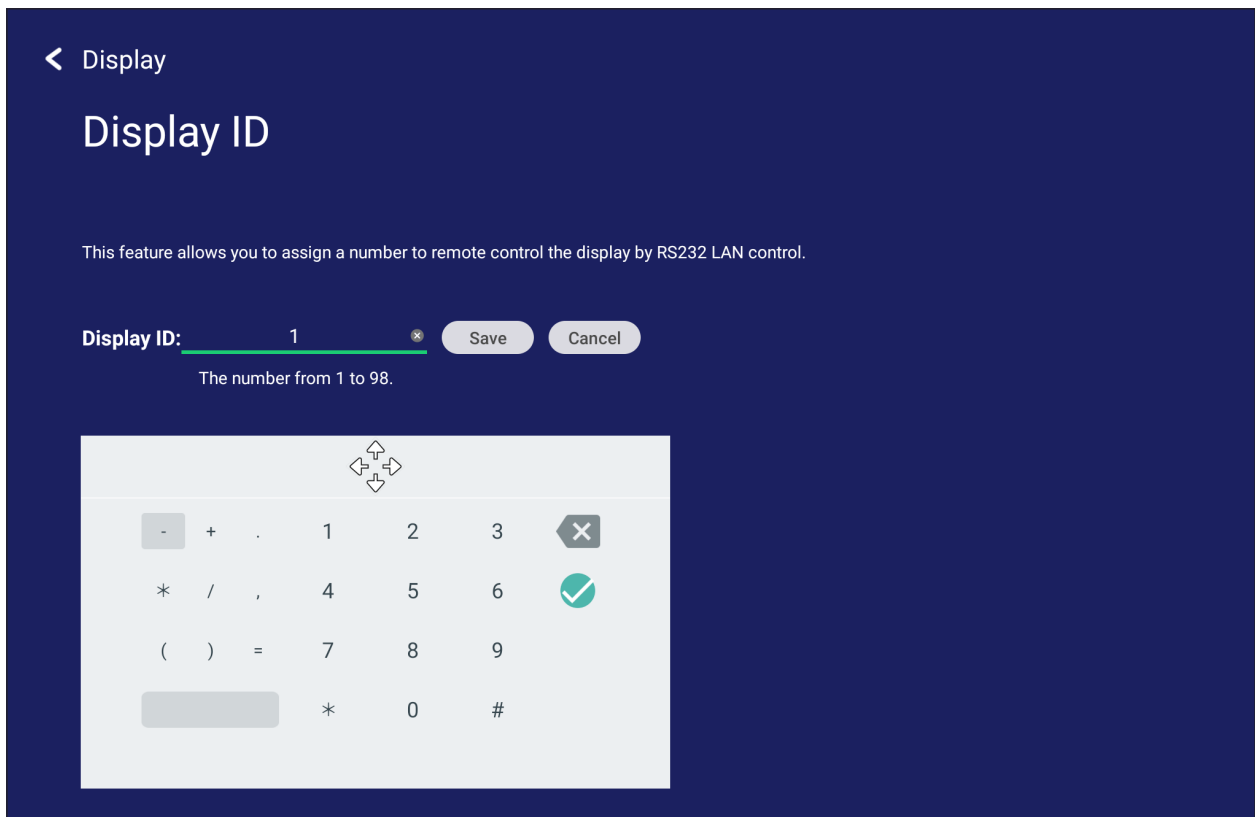 Display
Display ID
This feature allows you to assign a number to remote control the display by RS232 LAN control.
Display ID: 1 Save Cancel
The number from 1 to 98.
- + . 1 2 3
* / , 4 5 6
( ) = 7 8 9
* 0 #